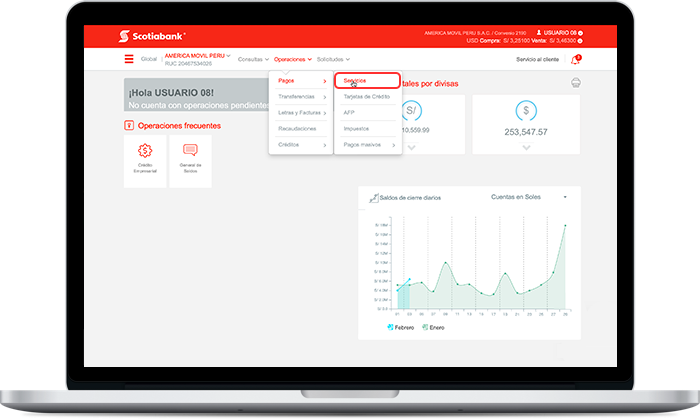 Scotiabank
AMERICA MOVIL PERU S.A.C. / Convenio 2100 USUARIO 08
USD Compra: S/ 3,25100 Venta: S/ 3,46300
Global AMERICA MOVIL PERU Consultas Operaciones Solicitudes Servicio al cliente
RUC 20467534026
¡Hola USUARIO 08!
No cuenta con operaciones pendientes
Operaciones frecuentes
Crédito Empresarial
General de Socios
Pagos
Transferencias
Letras y Facturas
Recaudaciones
Créditos
Servicios
Tarjetas de Crédito
AFP
Impuestos
Pagos masivos
tales por divisas
S/
10,559.99
$
253,547.57
Saldos de cierre diarios Cuentas en Soles
Febrero Enero